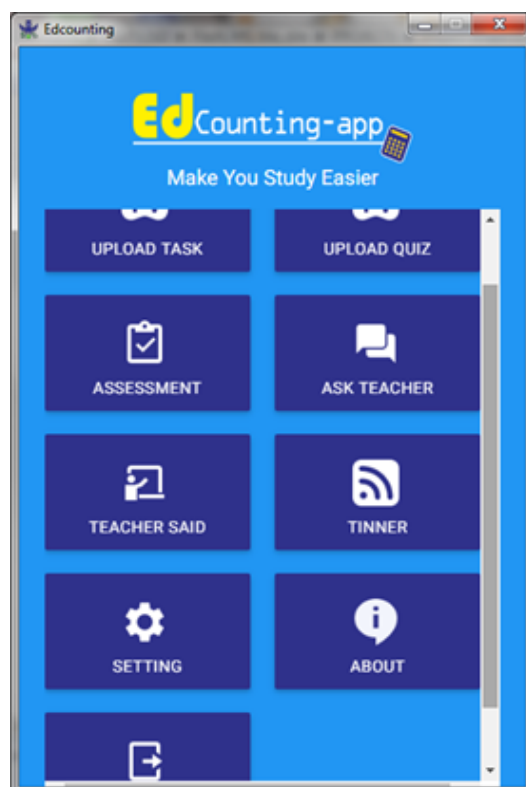 Edcounting
EdCounting-app
Make You Study Easier
UPLOAD TASK
UPLOAD QUIZ
ASSESSMENT
ASK TEACHER
TEACHER SAID
TINNER
SETTING
ABOUT